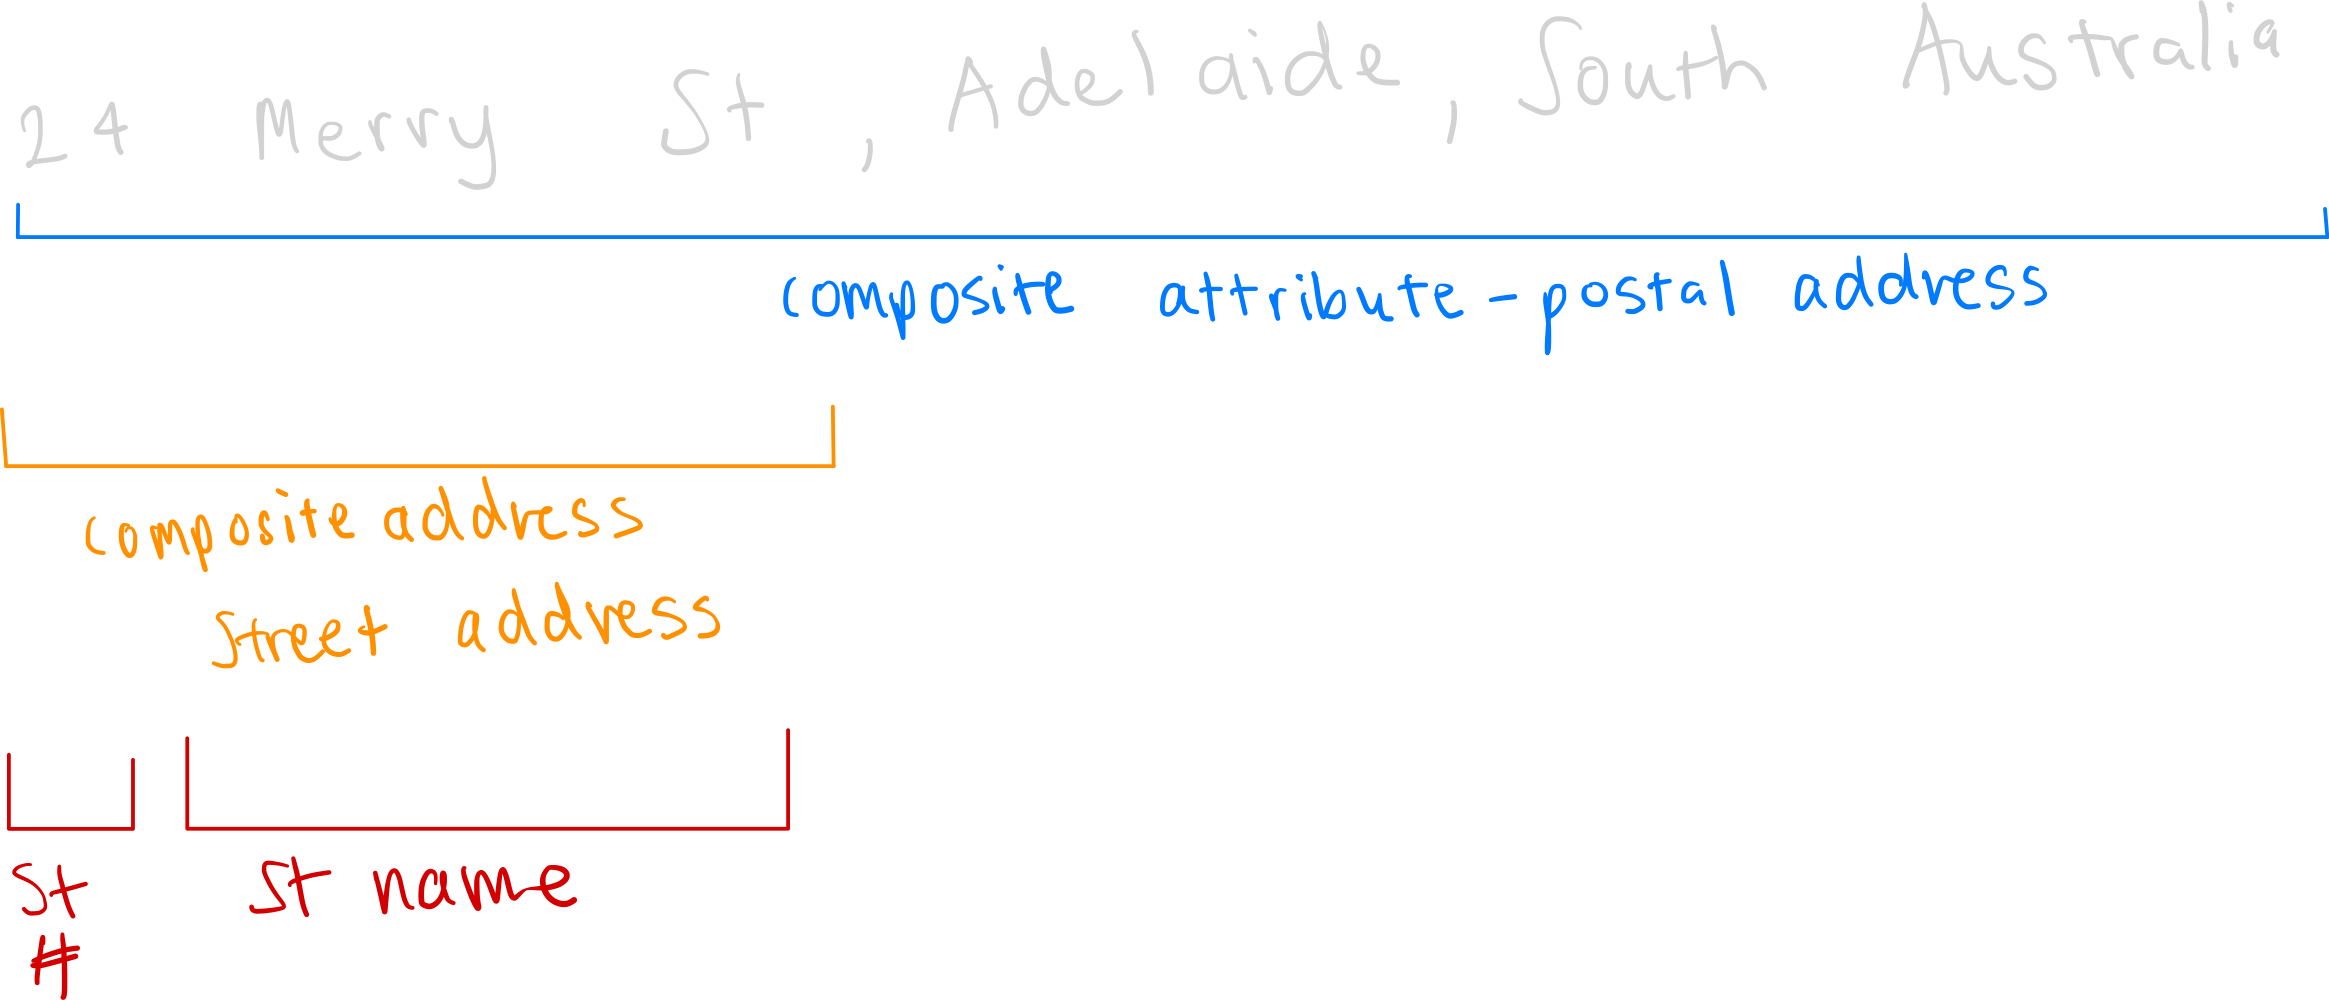 24 Merry St, Adelaide, South Australia
composite attribute - postal address
composite address
street address
St St name
#